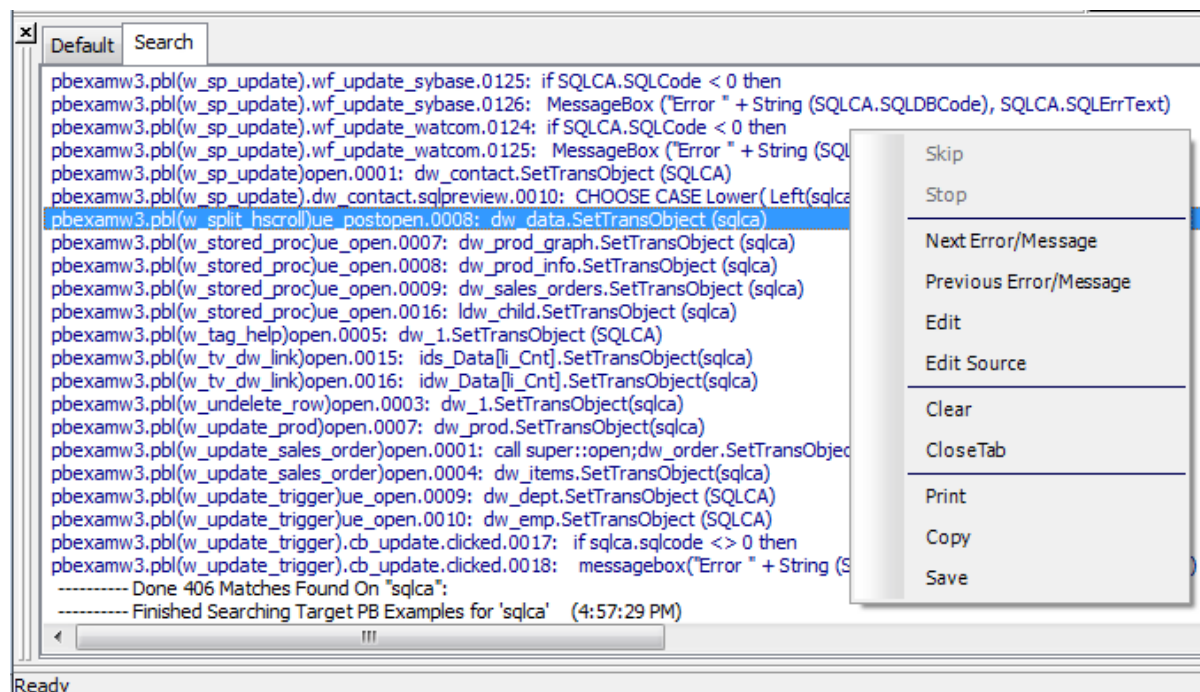 Default Search
pbexamw3.pbl(w_sp_update).wf_update_sybase.0125: if SQLCA.SQLCode < 0 then
pbexamw3.pbl(w_sp_update).wf_update_sybase.0126: MessageBox ("Error " + String (SQLCA.SQLDBCode), SQLCA.SQLErrText)
pbexamw3.pbl(w_sp_update).wf_update_watcom.0124: if SQLCA.SQLCode < 0 then
pbexamw3.pbl(w_sp_update).wf_update_watcom.0125: MessageBox ("Error " + String (SQL
pbexamw3.pbl(w_sp_update)open.0001: dw_contact.SetTransObject (SQLCA)
pbexamw3.pbl(w_sp_update).dw_contact.sqlpreview.0010: CHOOSE CASE Lower( Left(sqlca
pbexamw3.pbl(w_split_hscroll)ue_postopen.0008: dw_data.SetTransObject (sqlca)
pbexamw3.pbl(w_stored_proc)ue_open.0007: dw_prod_graph.SetTransObject (sqlca)
pbexamw3.pbl(w_stored_proc)ue_open.0008: dw_prod_info.SetTransObject (sqlca)
pbexamw3.pbl(w_stored_proc)ue_open.0009: dw_sales_orders.SetTransObject (sqlca)
pbexamw3.pbl(w_stored_proc)ue_open.0016: ldw_child.SetTransObject (sqlca)
pbexamw3.pbl(w_tag_help)open.0005: dw_1.SetTransObject (SQLCA)
pbexamw3.pbl(w_tv_dw_link)open.0015: ids_Data[li_Cnt].SetTransObject(sqlca)
pbexamw3.pbl(w_tv_dw_link)open.0016: idw_Data[li_Cnt].SetTransObject(sqlca)
pbexamw3.pbl(w_undelete_row)open.0003: dw_1.SetTransObject(sqlca)
pbexamw3.pbl(w_update_prod)open.0007: dw_prod.SetTransObject(sqlca)
pbexamw3.pbl(w_update_sales_order)open.0001: call super::open;dw_order.SetTransObjec
pbexamw3.pbl(w_update_sales_order)open.0004: dw_items.SetTransObject(sqlca)
pbexamw3.pbl(w_update_trigger)ue_open.0009: dw_dept.SetTransObject (SQLCA)
pbexamw3.pbl(w_update_trigger)ue_open.0010: dw_emp.SetTransObject (SQLCA)
pbexamw3.pbl(w_update_trigger).cb_update.clicked.0017: if sqlca.sqlcode <> 0 then
pbexamw3.pbl(w_update_trigger).cb_update.clicked.0018: messagebox("Error " + String (S
---------- Done 406 Matches Found On "sqlca":
---------- Finished Searching Target PB Examples for 'sqlca' (4:57:29 PM)
Skip
Stop
Next Error/Message
Previous Error/Message
Edit
Edit Source
Clear
CloseTab
Print
Copy
Save
Ready